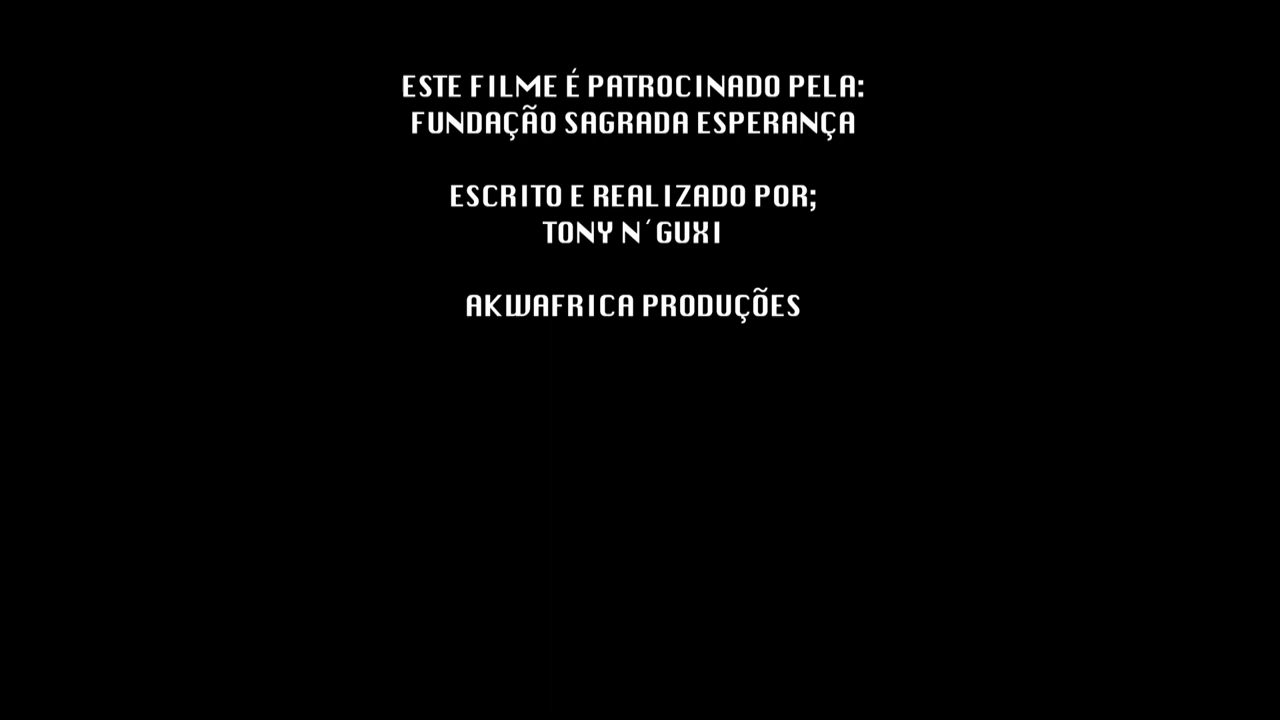 ESTE FILME É PATROCINADO PELA:
FUNDAÇÃO SAGRADA ESPERANÇA
ESCRITO E REALIZADO POR;
TONY N´GUXI
AKWAFRICA PRODUÇÕES